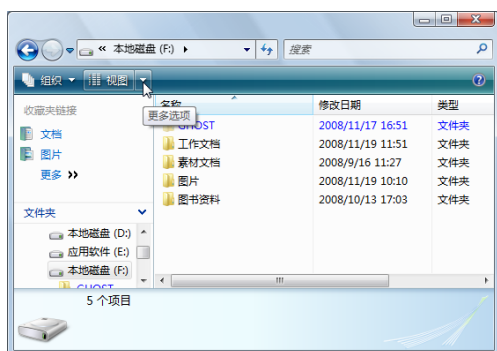 « 本地磁盘 (F:)
搜索
组织 视图
收藏夹链接
文档
图片
更多 »
文件夹
本地磁盘 (D:)
应用软件 (E:)
本地磁盘 (F:)
GHOST
名称 修改日期 类型
更多选项
GHOST 2008/11/17 16:51 文件夹
工作文档 2008/11/19 11:51 文件夹
素材文档 2008/9/16 11:27 文件夹
图片 2008/11/19 10:10 文件夹
图书资料 2008/10/13 17:03 文件夹
5 个项目